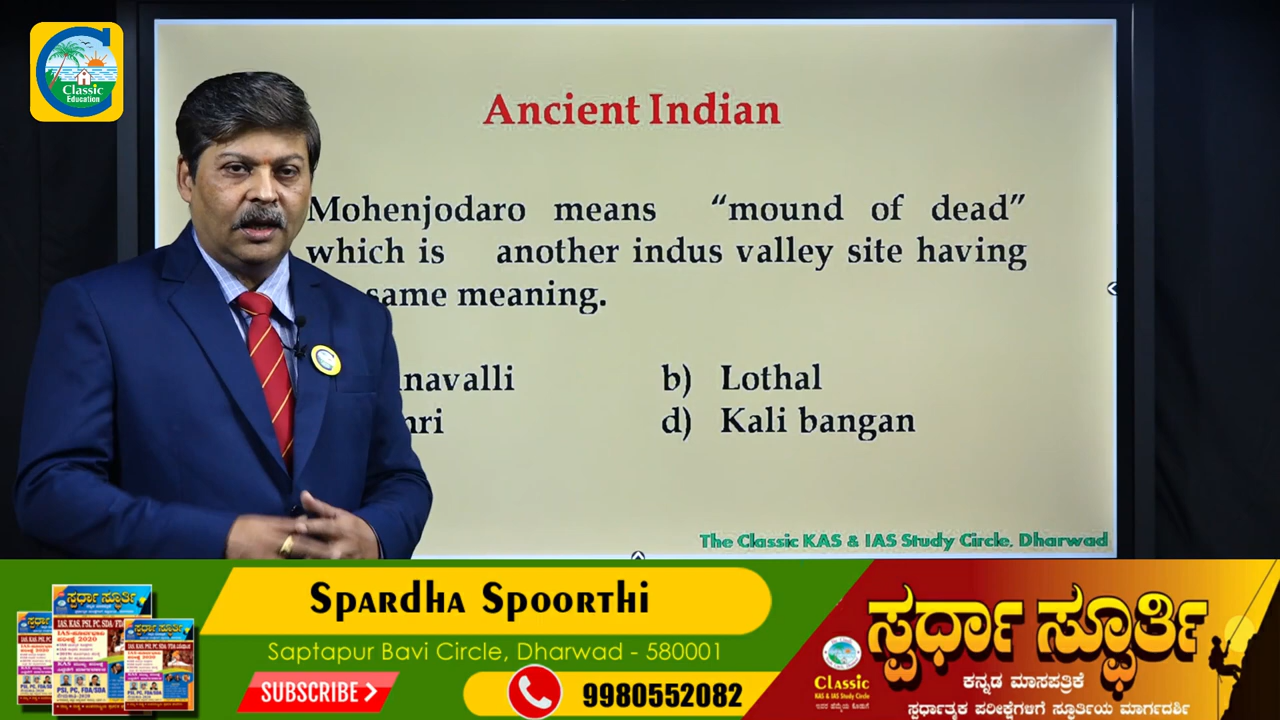 Classic
Education
Ancient Indian
Mohenjodaro means “mound of dead”
which is another indus valley site having
same meaning.
b) Lothal
d) Kali bangan
The Classic KAS & IAS Study Circle, Dharwad
Spardha Spoorthi
Saptapur Bavi Circle, Dharwad - 580001
SUBSCRIBE
9980552082
ಸ್ಪರ್ಧಾ ಸ್ಫೂರ್ತಿ
Classic
KAS & IAS Study Circle
ಕನ್ನಡ ಮಾಸಪತ್ರಿಕೆ
ಸ್ಪರ್ಧಾತ್ಮಕ ಪರೀಕ್ಷೆಗಳಿಗೆ ಸ್ಫೂರ್ತಿಯ ಮಾರ್ಗದರ್ಶಿ
ಸ್ಪರ್ಧಾ ಸ್ಫೂರ್ತಿ